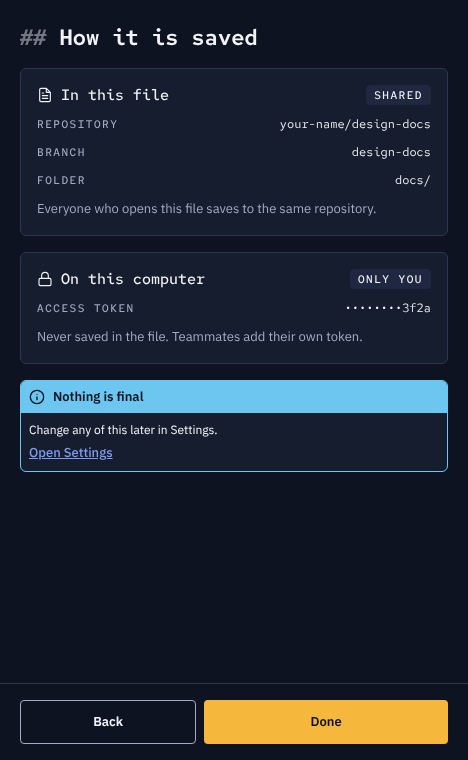 ## How it is saved
In this file
SHARED
REPOSITORY your-name/design-docs
BRANCH design-docs
FOLDER docs/
Everyone who opens this file saves to the same repository.
On this computer
ONLY YOU
ACCESS TOKEN ••••••••3f2a
Never saved in the file. Teammates add their own token.
Nothing is final
Change any of this later in Settings.
Open Settings
Back
Done